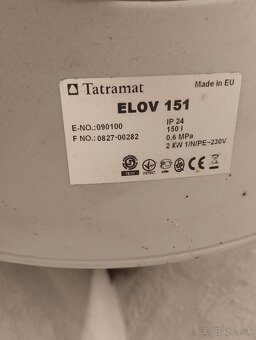 Tatramat
Made in EU
ELOV 151
E-NO.:090100
IP 24
150 l
F NO.: 0827-00282
0,6 MPa
2 kW 1/N/PE~230V